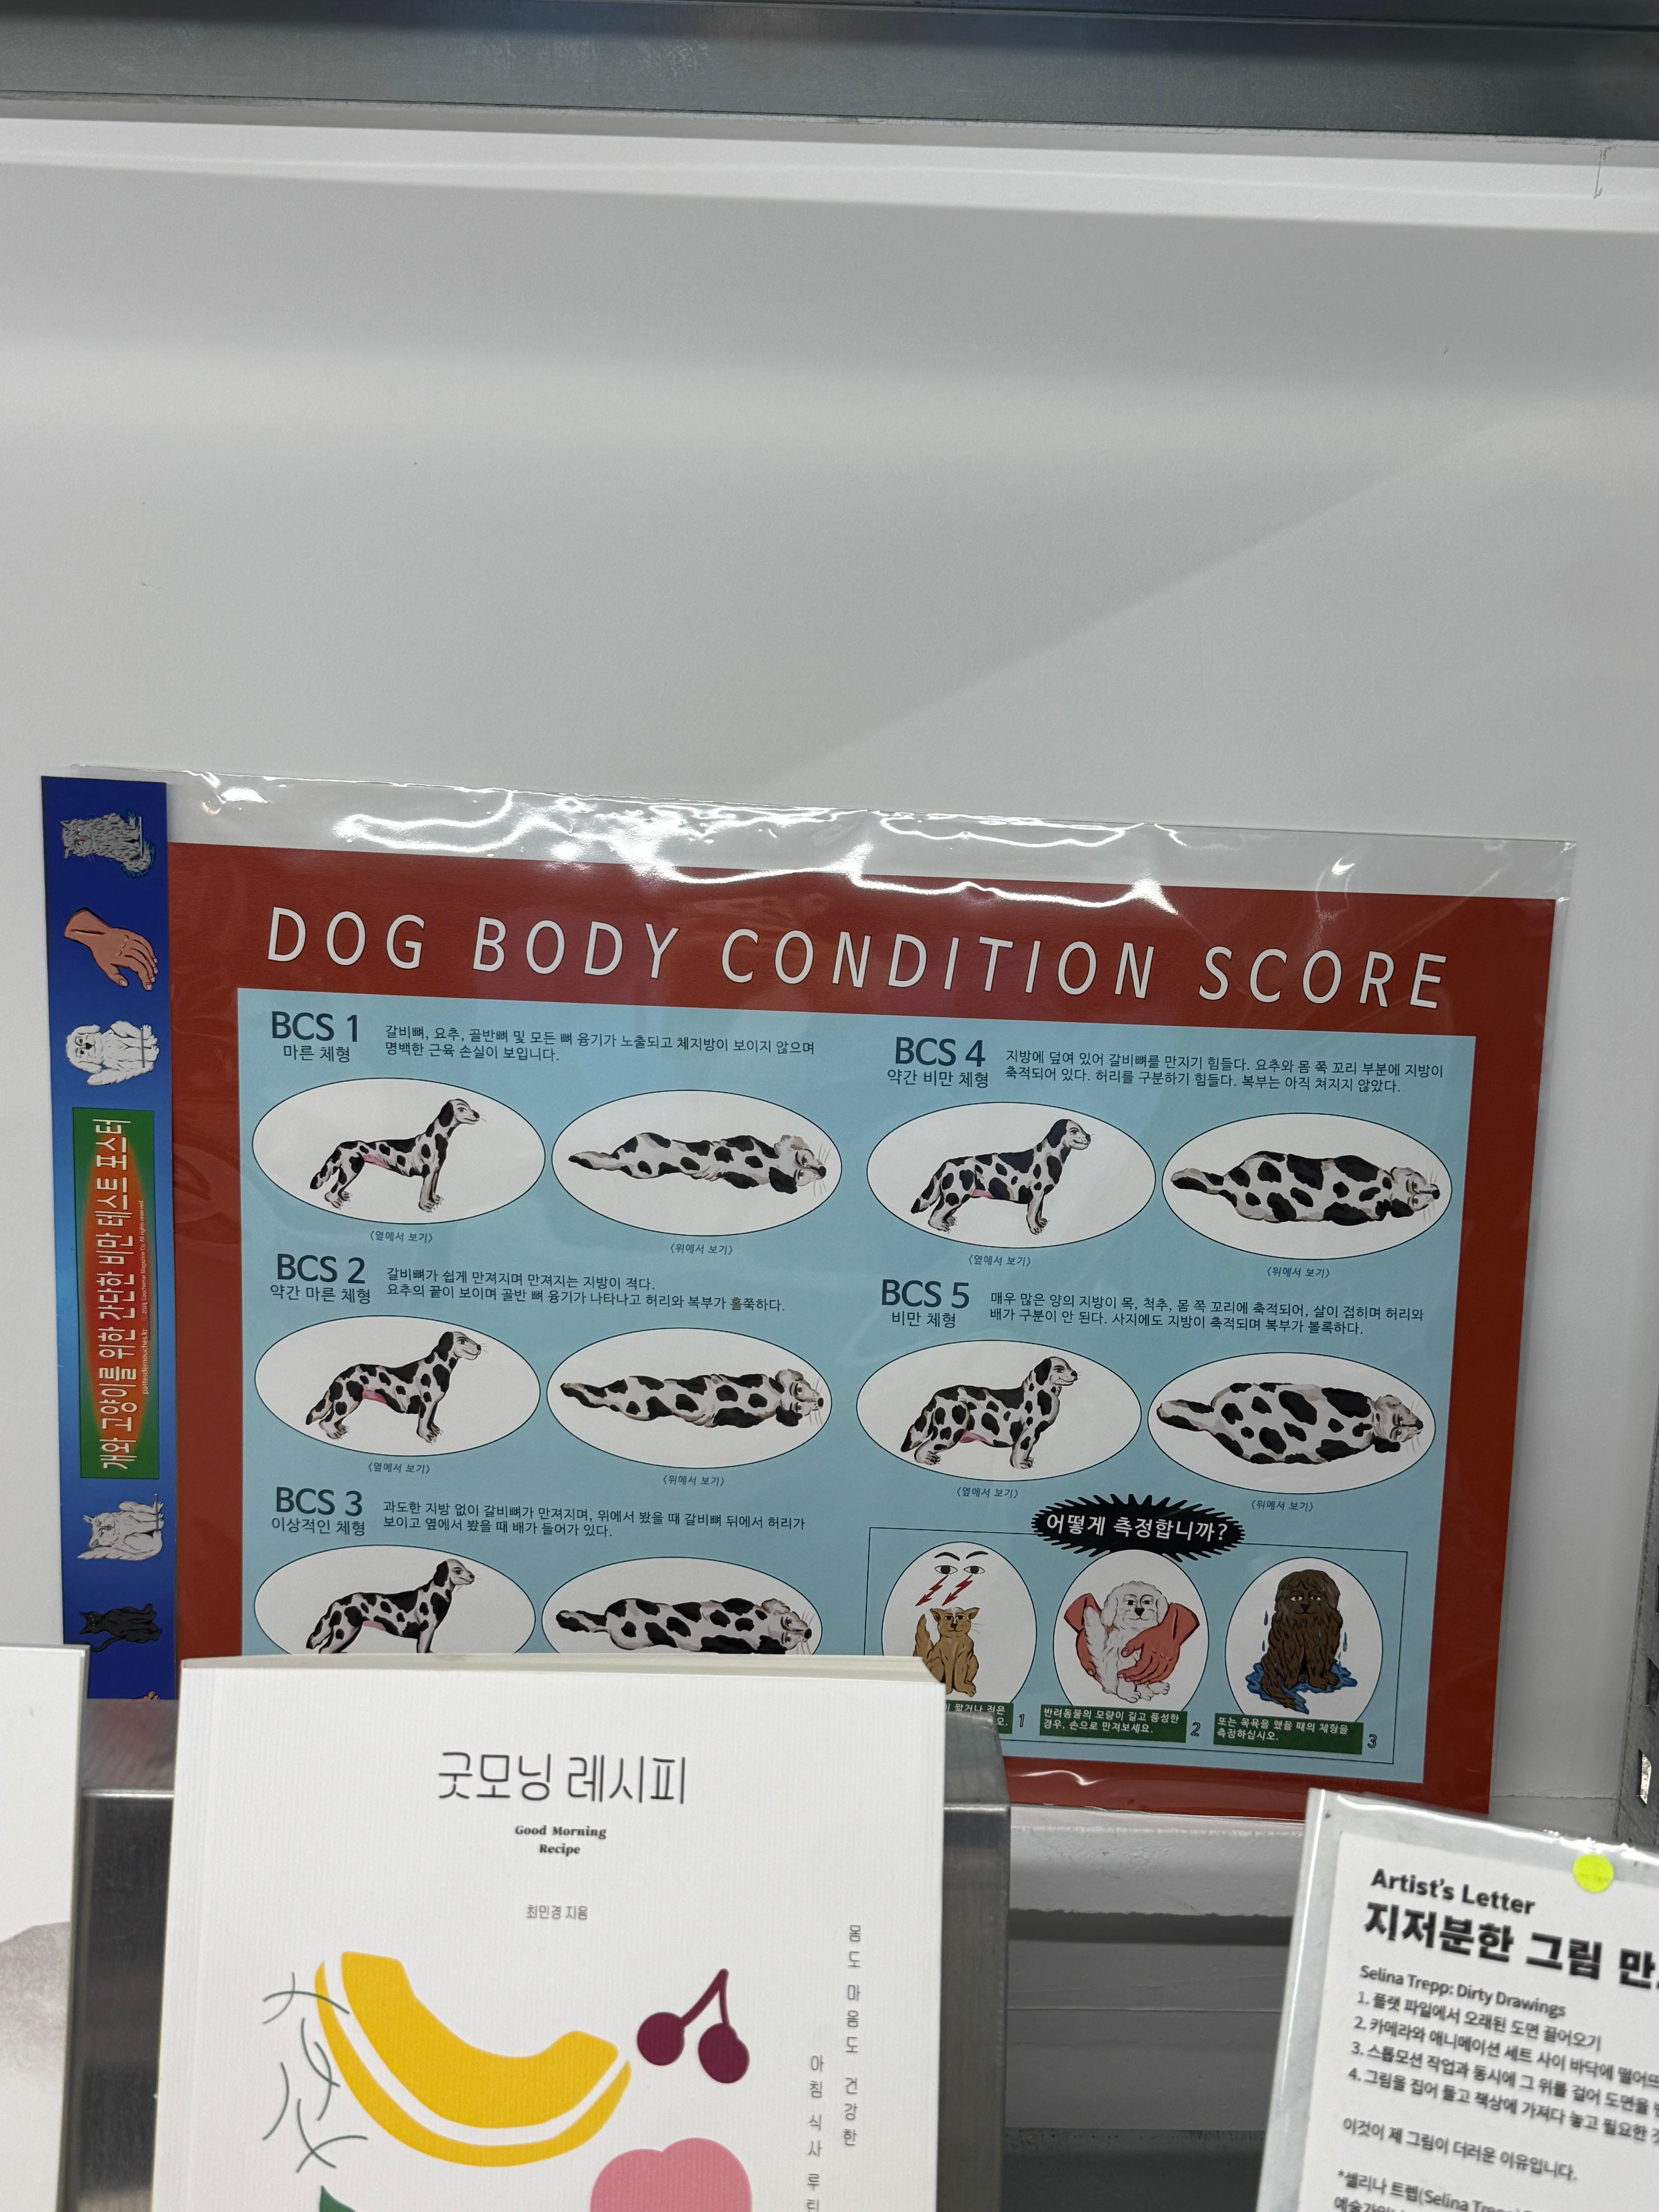 개와 고양이를 위한 간단한 비만 테스트 포스터
DOG BODY CONDITION SCORE
BCS 1
마른 체형
갈비뼈, 요추, 골반뼈 및 모든 뼈 융기가 노출되고 체지방이 보이지 않으며
명백한 근육 손실이 보입니다.
〈옆에서 보기〉
〈위에서 보기〉
BCS 2
약간 마른 체형
갈비뼈가 쉽게 만져지며 만져지는 지방이 적다.
요추의 끝이 보이며 골반 뼈 융기가 나타나고 허리와 복부가 홀쭉하다.
〈옆에서 보기〉
〈위에서 보기〉
BCS 3
이상적인 체형
과도한 지방 없이 갈비뼈가 만져지며, 위에서 봤을 때 갈비뼈 뒤에서 허리가
보이고 옆에서 봤을 때 배가 들어가 있다.
BCS 4
약간 비만 체형
지방에 덮여 있어 갈비뼈를 만지기 힘들다. 요추와 몸 쪽 꼬리 부분에 지방이
축적되어 있다. 허리를 구분하기 힘들다. 복부는 아직 쳐지지 않았다.
〈옆에서 보기〉
〈위에서 보기〉
BCS 5
비만 체형
매우 많은 양의 지방이 목, 척추, 몸 쪽 꼬리에 축적되어, 살이 접히며 허리와
배가 구분이 안 된다. 사지에도 지방이 축적되며 복부가 볼록하다.
〈옆에서 보기〉
〈위에서 보기〉
어떻게 측정합니까?
짧거나 적은
오.
1
반려동물의 모량이 길고 풍성한
경우, 손으로 만져보세요.
2
또는 목욕을 했을 때의 체형을
측정하십시오.
3
굿모닝 레시피
Good Morning
Recipe
최민경 지음
몸도 마음도 건강한
아침 식사 루틴
Artist's Letter
지저분한 그림 만
Selina Trepp: Dirty Drawings
1. 플랫 파일에서 오래된 도면 끌어오기
2. 카메라와 애니메이션 세트 사이 바닥에 떨어뜨
3. 스톱모션 작업과 동시에 그 위를 걸어 도면을
4. 그림을 집어 들고 책상에 가져다 놓고 필요한
이것이 제 그림이 더러운 이유입니다.
*셀리나 트렙(Selina Trepp)